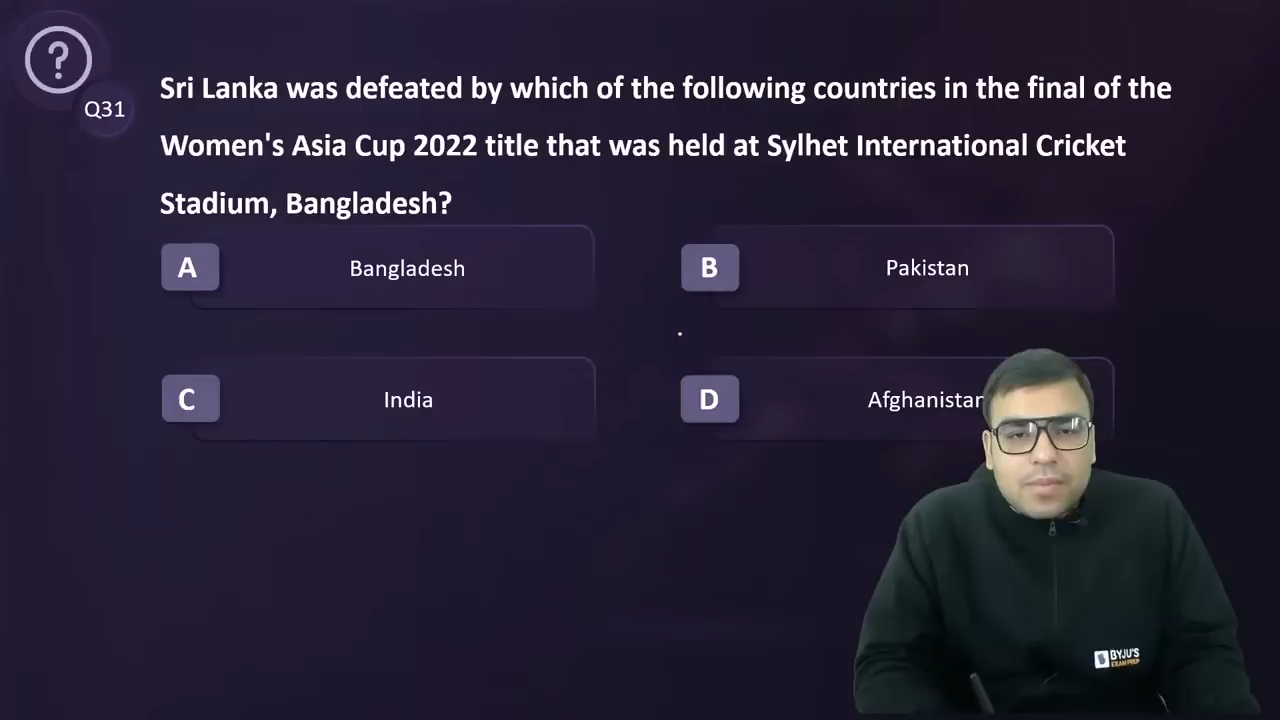 ?
Q31
Sri Lanka was defeated by which of the following countries in the final of the
Women's Asia Cup 2022 title that was held at Sylhet International Cricket
Stadium, Bangladesh?
A Bangladesh
B Pakistan
C India
D Afghanistan
BYJU'S
EXAM PREP